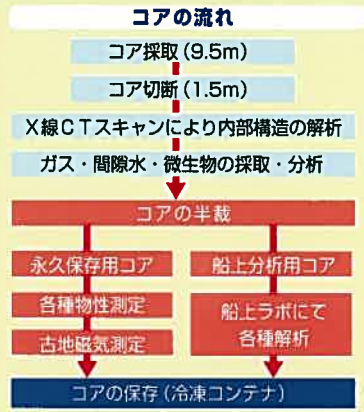 コアの流れ
コア採取(9.5m)
コア切断(1.5m)
X線CTスキャンにより内部構造の解析
ガス・間隙水・微生物の採取・分析
コアの半裁
永久保存用コア
各種物性測定
古地磁気測定
船上分析用コア
船上ラボにて
各種解析
コアの保存(冷凍コンテナ)